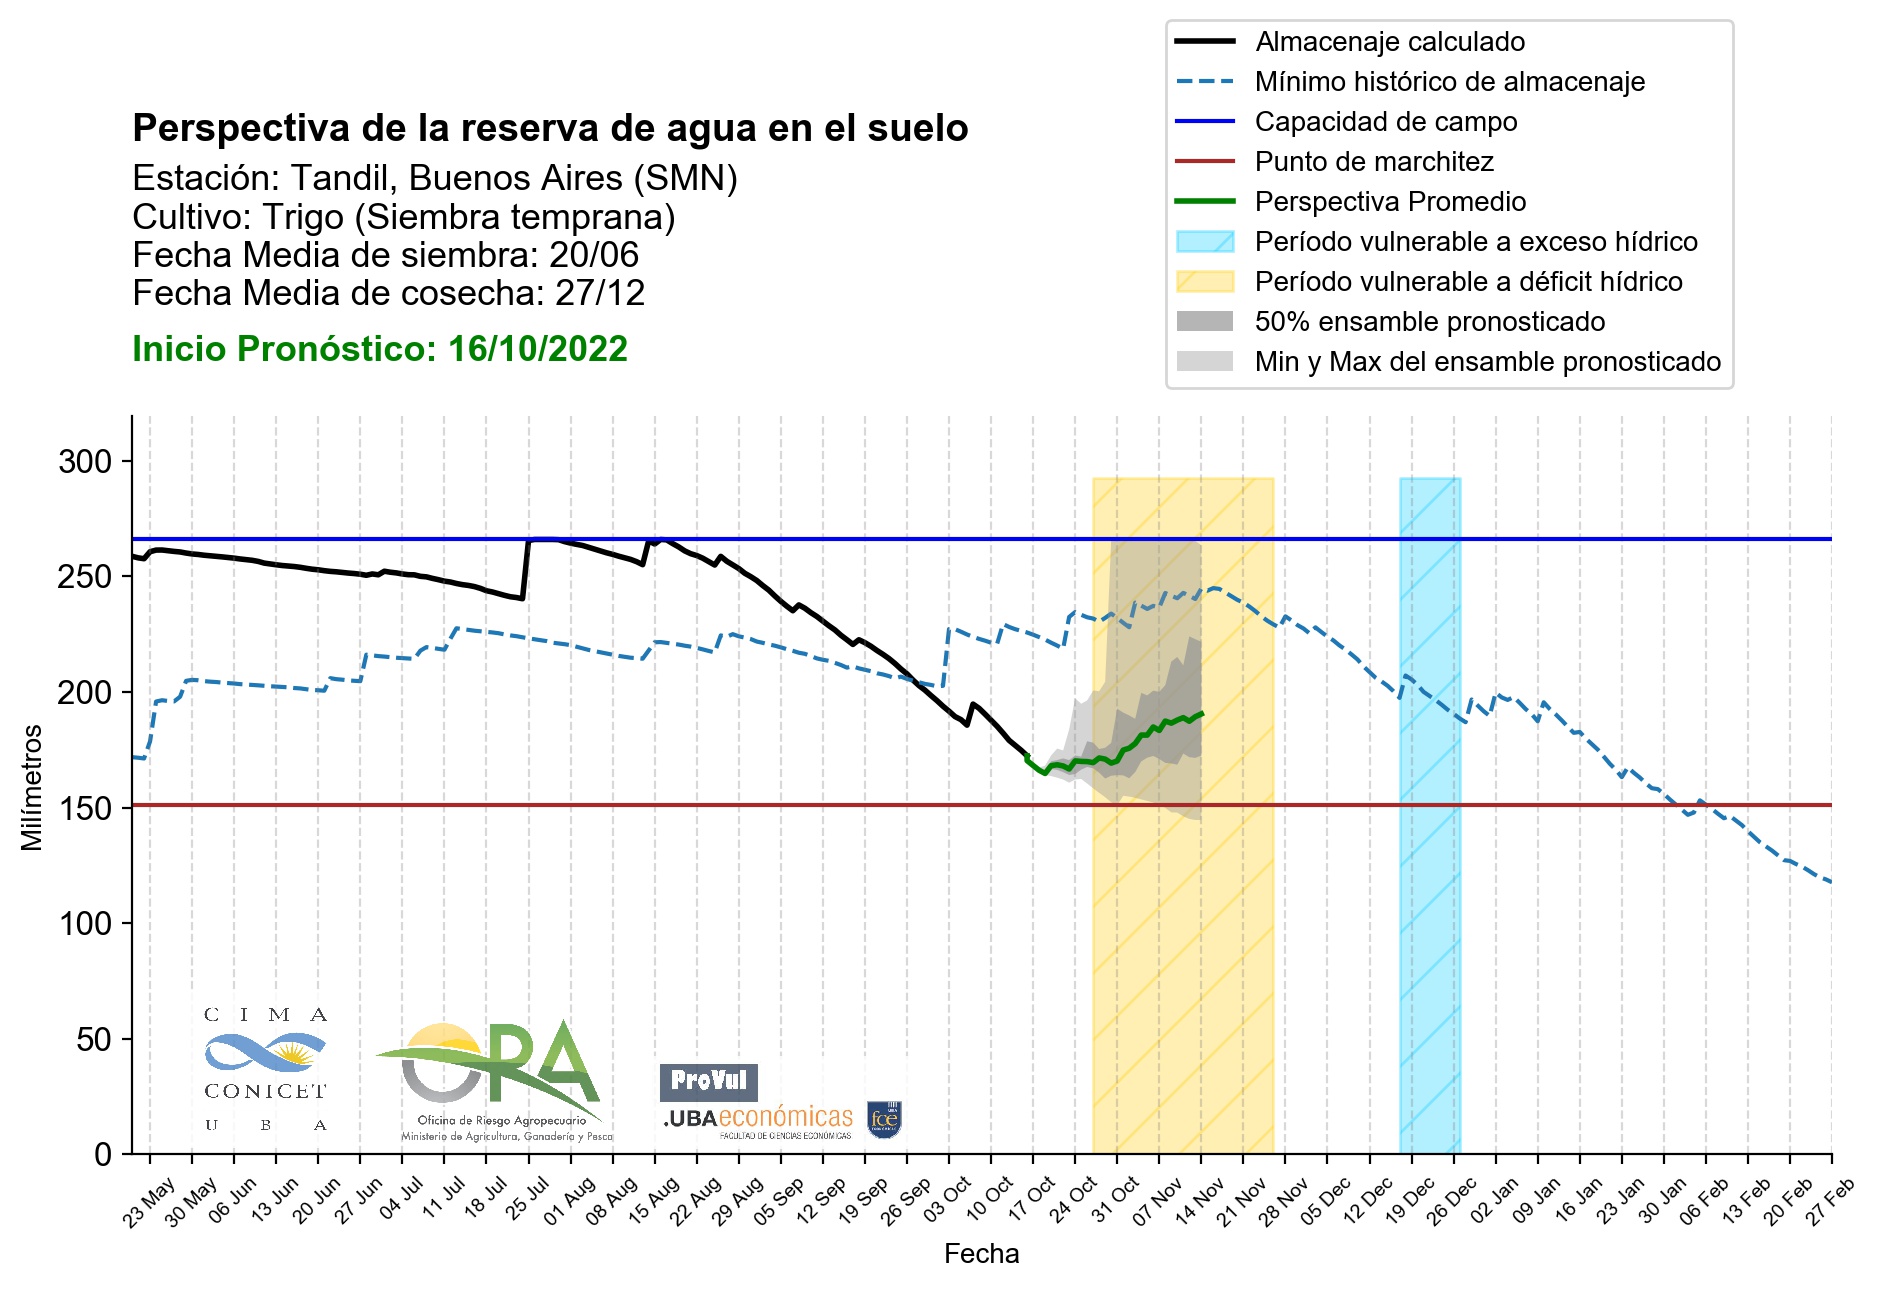 Almacenaje calculado
Mínimo histórico de almacenaje
Capacidad de campo
Punto de marchitez
Perspectiva Promedio
Período vulnerable a exceso hídrico
Período vulnerable a déficit hídrico
50% ensamble pronosticado
Min y Max del ensamble pronosticado
Perspectiva de la reserva de agua en el suelo
Estación: Tandil, Buenos Aires (SMN)
Cultivo: Trigo (Siembra temprana)
Fecha Media de siembra: 20/06
Fecha Media de cosecha: 27/12
Inicio Pronóstico: 16/10/2022
300
250
200
150
100
50
0
Milímetros
C I M A
CONICET
U B A
ORA
Oficina de Riesgo Agropecuario
Ministerio de Agricultura, Ganadería y Pesca
ProVul
.UBAeconómicas
FACULTAD DE CIENCIAS ECONÓMICAS
fce
23 May
30 May
06 Jun
13 Jun
20 Jun
27 Jun
04 Jul
11 Jul
18 Jul
25 Jul
01 Aug
08 Aug
15 Aug
22 Aug
29 Aug
05 Sep
12 Sep
19 Sep
26 Sep
03 Oct
10 Oct
17 Oct
24 Oct
31 Oct
07 Nov
14 Nov
21 Nov
28 Nov
05 Dec
12 Dec
19 Dec
26 Dec
02 Jan
09 Jan
16 Jan
23 Jan
30 Jan
06 Feb
13 Feb
20 Feb
27 Feb
Fecha